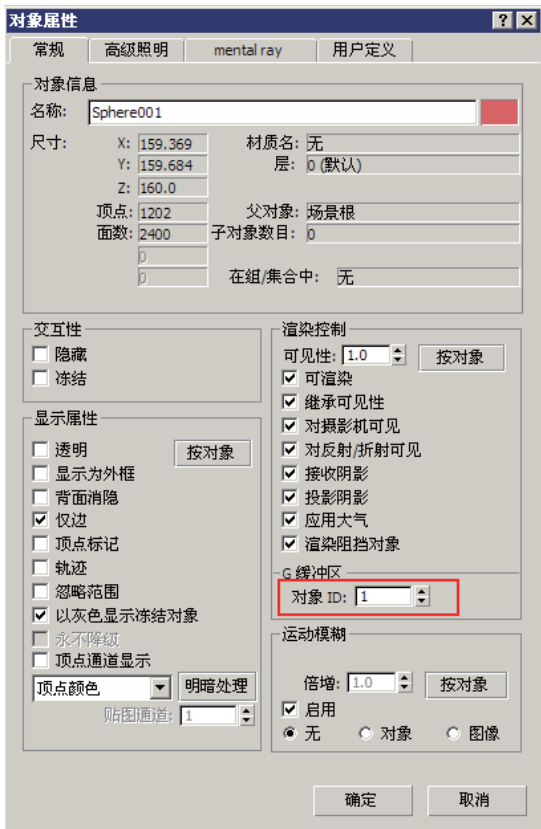 对象属性
常规 高级照明 mental ray 用户定义
对象信息
名称: Sphere001
尺寸: X: 159.369 材质名: 无
Y: 159.684 层: 0 (默认)
Z: 160.0
顶点: 1202 父对象: 场景根
面数: 2400 子对象数目: 0
0
0 在组/集合中: 无
交互性
隐藏
冻结
显示属性
透明 按对象
显示为外框
背面消隐
仅边
顶点标记
轨迹
忽略范围
以灰色显示冻结对象
永不降级
顶点通道显示
顶点颜色 明暗处理
贴图通道: 1
渲染控制
可见性: 1.0 按对象
可渲染
继承可见性
对摄影机可见
对反射/折射可见
接收阴影
投影阴影
应用大气
渲染阻挡对象
G 缓冲区
对象 ID: 1
运动模糊
倍增: 1.0 按对象
启用
无 对象 图像
确定 取消